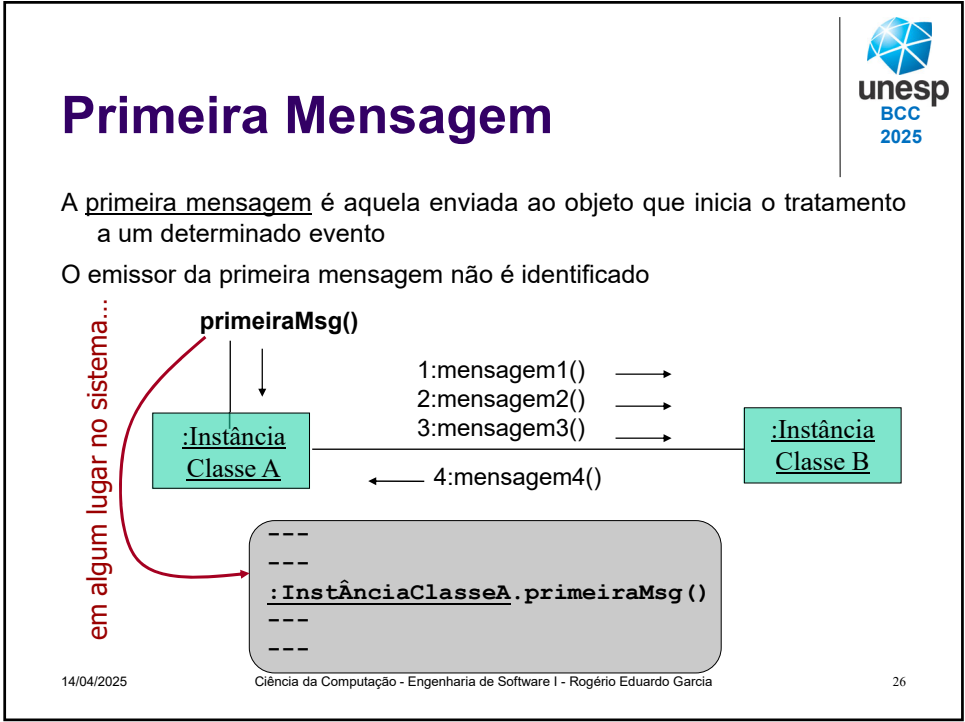 unesp
BCC
2025
Primeira Mensagem
A primeira mensagem é aquela enviada ao objeto que inicia o tratamento
a um determinado evento
O emissor da primeira mensagem não é identificado
em algum lugar no sistema...
primeiraMsg()
1:mensagem1()
2:mensagem2()
3:mensagem3()
:Instância
Classe A
:Instância
Classe B
4:mensagem4()
---
---
:InstÂnciaClasseA.primeiraMsg()
---
---
14/04/2025
Ciência da Computação - Engenharia de Software I - Rogério Eduardo Garcia
26